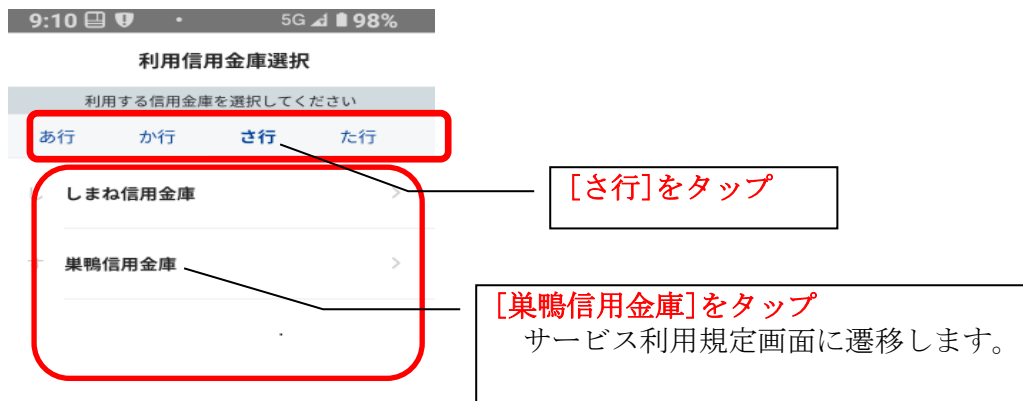 9:10 5G 98%
利用信用金庫選択
利用する信用金庫を選択してください
あ行 か行 さ行 た行
[さ行]をタップ
しまね信用金庫
巣鴨信用金庫
[巣鴨信用金庫]をタップ
サービス利用規定画面に遷移します。